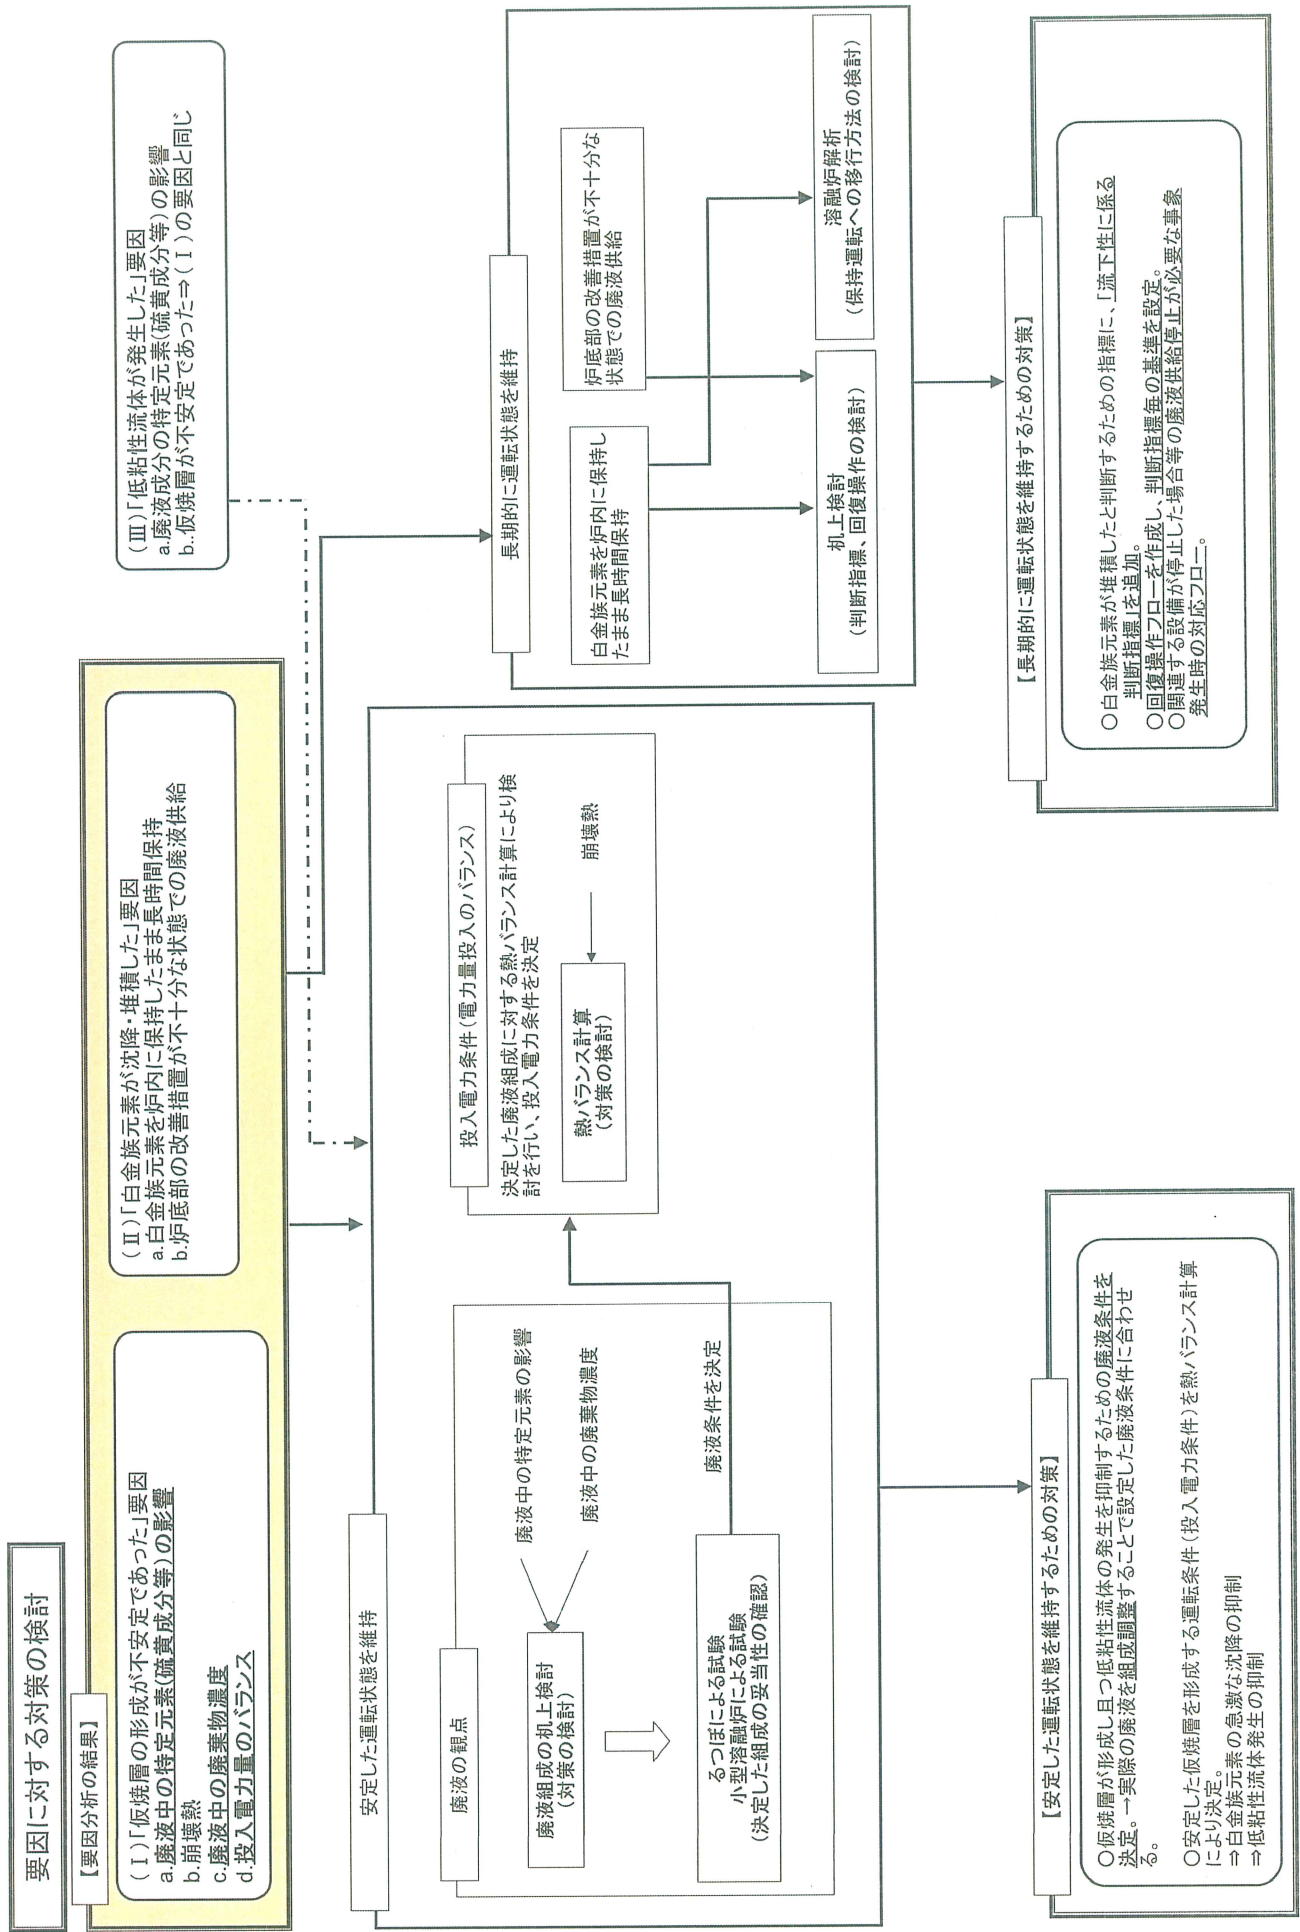 要因に対する対策の検討
【要因分析の結果】
(Ⅰ)「仮焼層の形成が不安定であった」要因
a.廃液中の特定元素(硫黄成分等)の影響
b.崩壊熱
c.廃液中の廃棄物濃度
d.投入電力量のバランス
(Ⅱ)「白金族元素が沈降・堆積した」要因
a.白金族元素を炉内に保持したまま長時間保持
b.炉底部の改善措置が不十分な状態での廃液供給
(Ⅲ)「低粘性流体が発生した」要因
a.廃液成分の特定元素(硫黄成分等)の影響
b..仮焼層が不安定であった⇒(Ⅰ)の要因と同じ
安定した運転状態を維持
廃液の観点
廃液組成の机上検討
(対策の検討)
廃液中の特定元素の影響
廃液中の廃棄物濃度
るつぼによる試験
小型溶融炉による試験
(決定した組成の妥当性の確認)
廃液条件を決定
投入電力条件(電力量投入のバランス)
決定した廃液組成に対する熱バランス計算により検
討を行い、投入電力条件を決定
熱バランス計算
(対策の検討)
崩壊熱
長期的に運転状態を維持
白金族元素を炉内に保持し
たまま長時間保持
炉底部の改善措置が不十分な
状態での廃液供給
机上検討
(判断指標、回復操作の検討)
溶融炉解析
(保持運転への移行方法の検討)
【安定した運転状態を維持するための対策】
○仮焼層が形成し且つ低粘性流体の発生を抑制するための廃液条件を
決定。→実際の廃液を組成調整することで設定した廃液条件に合わせ
る。
○安定した仮焼層を形成する運転条件(投入電力条件)を熱バランス計算
により決定。
⇒白金族元素の急激な沈降の抑制
⇒低粘性流体発生の抑制
【長期的に運転状態を維持するための対策】
○白金族元素が堆積したと判断するための指標に、「流下性に係る
判断指標」を追加。
○回復操作フローを作成し、判断指標毎の基準を設定。
○関連する設備が停止した場合等の廃液供給停止が必要な事象
発生時の対応フロー。